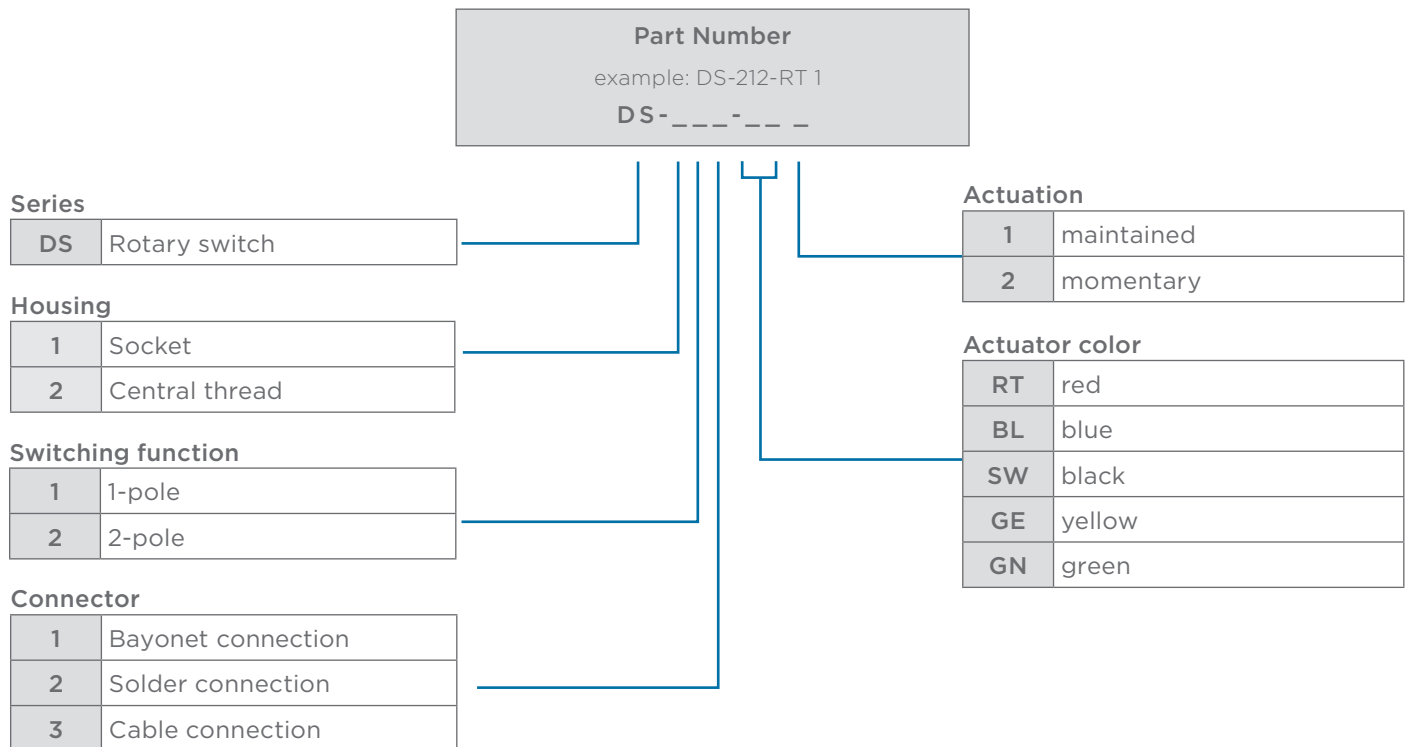 Part Number
example: DS-212-RT 1
DS-___-__ _
Series
DS Rotary switch
Housing
1 Socket
2 Central thread
Switching function
1 1-pole
2 2-pole
Connector
1 Bayonet connection
2 Solder connection
3 Cable connection
Actuation
1 maintained
2 momentary
Actuator color
RT red
BL blue
SW black
GE yellow
GN green